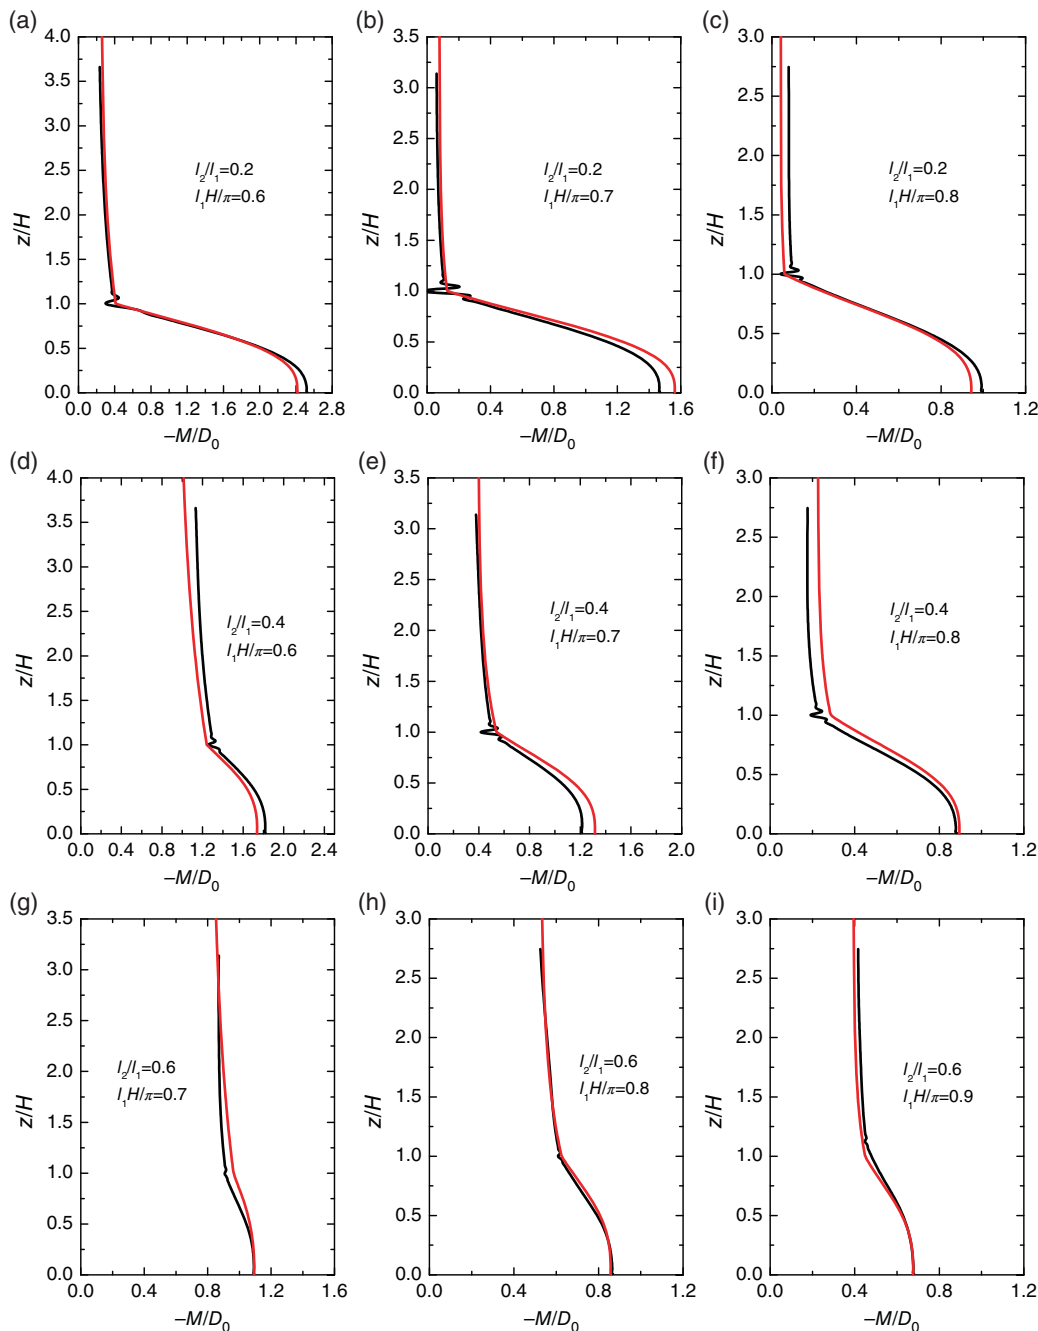 (a)
4.0
3.5
3.0
2.5
2.0
1.5
1.0
0.5
0.0
z/H
l₂/l₁=0.2
l₁H/π=0.6
0.0 0.4 0.8 1.2 1.6 2.0 2.4 2.8
−M/D₀
(b)
3.5
3.0
2.5
2.0
1.5
1.0
0.5
0.0
z/H
l₂/l₁=0.2
l₁H/π=0.7
0.0 0.4 0.8 1.2 1.6
−M/D₀
(c)
3.0
2.5
2.0
1.5
1.0
0.5
0.0
z/H
l₂/l₁=0.2
l₁H/π=0.8
0.0 0.4 0.8 1.2
−M/D₀
(d)
4.0
3.5
3.0
2.5
2.0
1.5
1.0
0.5
0.0
z/H
l₂/l₁=0.4
l₁H/π=0.6
0.0 0.4 0.8 1.2 1.6 2.0 2.4
−M/D₀
(e)
3.5
3.0
2.5
2.0
1.5
1.0
0.5
0.0
z/H
l₂/l₁=0.4
l₁H/π=0.7
0.0 0.4 0.8 1.2 1.6 2.0
−M/D₀
(f)
3.0
2.5
2.0
1.5
1.0
0.5
0.0
z/H
l₂/l₁=0.4
l₁H/π=0.8
0.0 0.4 0.8 1.2
−M/D₀
(g)
3.5
3.0
2.5
2.0
1.5
1.0
0.5
0.0
z/H
l₂/l₁=0.6
l₁H/π=0.7
0.0 0.4 0.8 1.2 1.6
−M/D₀
(h)
3.0
2.5
2.0
1.5
1.0
0.5
0.0
z/H
l₂/l₁=0.6
l₁H/π=0.8
0.0 0.4 0.8 1.2
−M/D₀
(i)
3.0
2.5
2.0
1.5
1.0
0.5
0.0
z/H
l₂/l₁=0.6
l₁H/π=0.9
0.0 0.4 0.8 1.2
−M/D₀